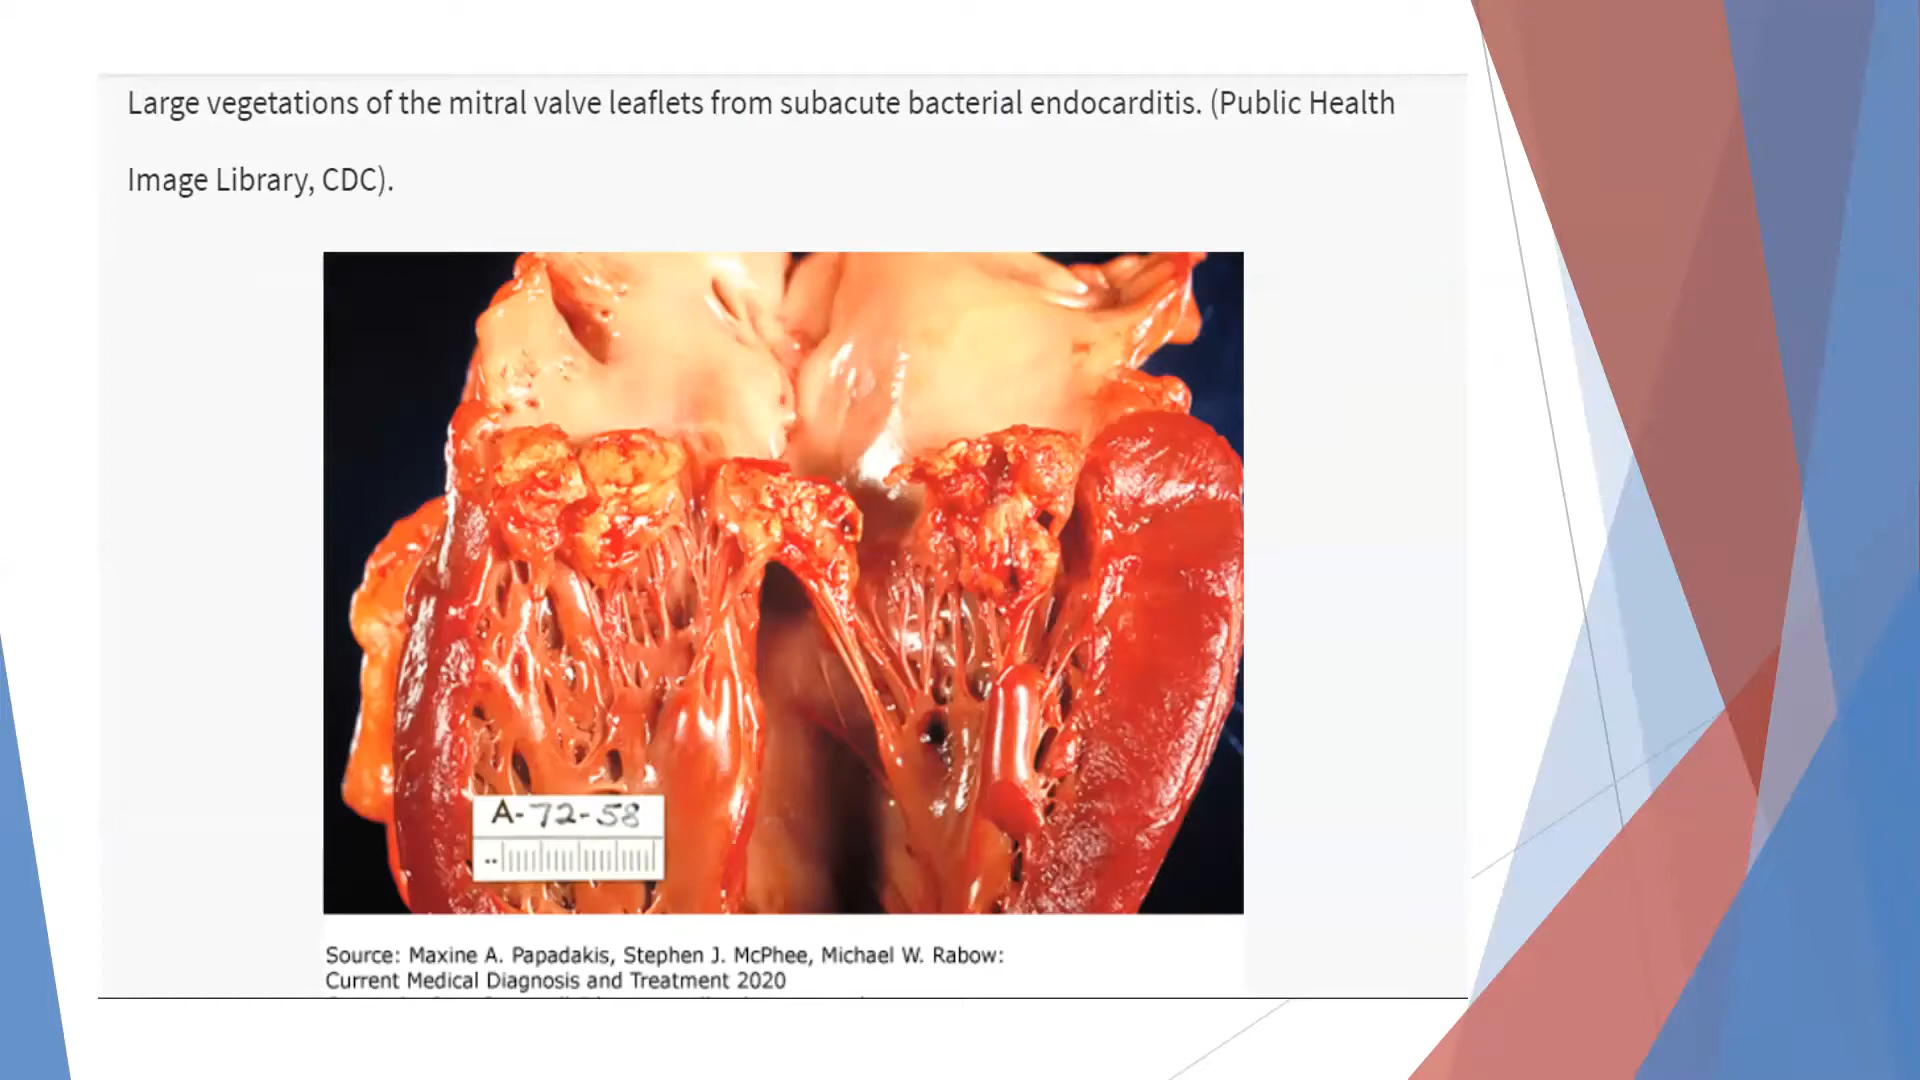 Large vegetations of the mitral valve leaflets from subacute bacterial endocarditis. (Public Health
Image Library, CDC).
A-72-58
Source: Maxine A. Papadakis, Stephen J. McPhee, Michael W. Rabow:
Current Medical Diagnosis and Treatment 2020